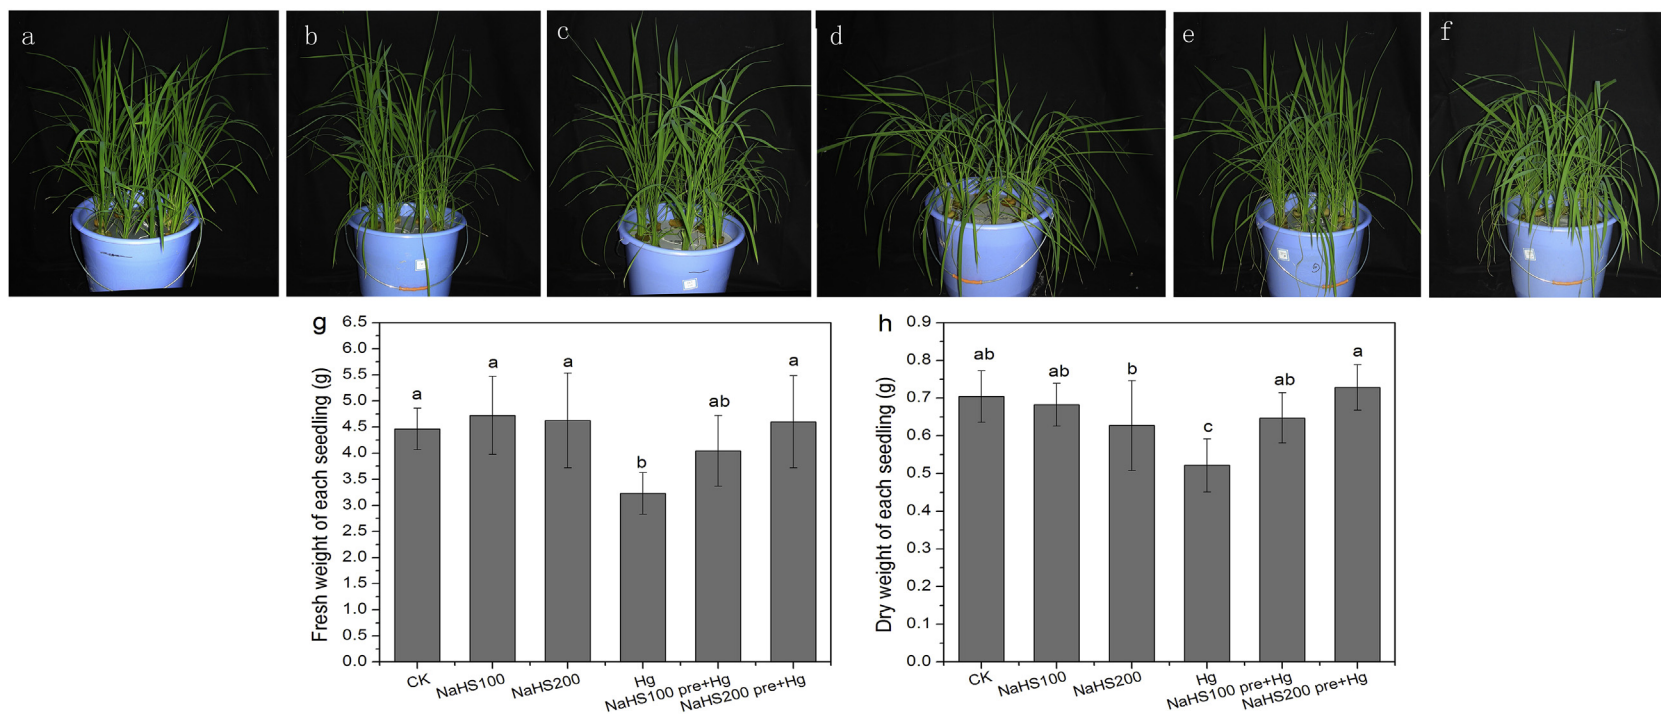 a
b
c
d
e
f
g
6.5
6.0
5.5
5.0
4.5
4.0
3.5
3.0
2.5
2.0
1.5
1.0
0.5
0.0
Fresh weight of each seedling (g)
a
a
a
b
ab
a
CK
NaHS100
NaHS200
Hg
NaHS100 pre+Hg
NaHS200 pre+Hg
h
0.9
0.8
0.7
0.6
0.5
0.4
0.3
0.2
0.1
0.0
Dry weight of each seedling (g)
ab
ab
b
c
ab
a
CK
NaHS100
NaHS200
Hg
NaHS100 pre+Hg
NaHS200 pre+Hg